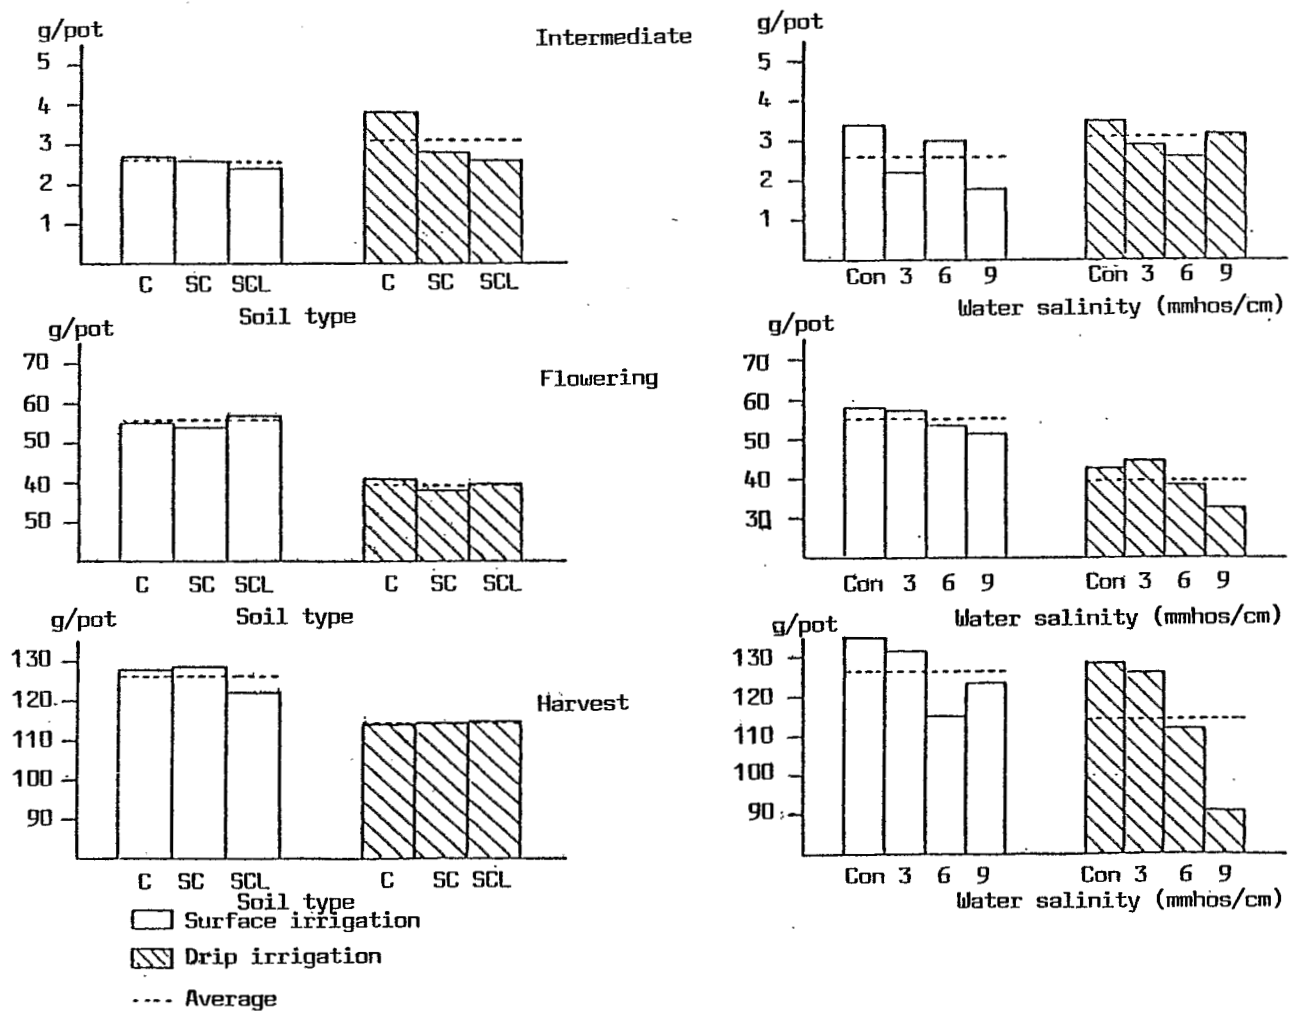 g/pot
5
4
3
2
1
C SC SCL C SC SCL
Soil type
Intermediate
g/pot
5
4
3
2
1
Con 3 6 9 Con 3 6 9
Water salinity (mmhos/cm)
g/pot
70
60
50
40
50
C SC SCL C SC SCL
Soil type
Flowering
g/pot
70
60
50
40
30
Con 3 6 9 Con 3 6 9
Water salinity (mmhos/cm)
g/pot
130
120
110
100
90
C SC SCL C SC SCL
Soil type
Harvest
g/pot
130
120
110
100
90
Con 3 6 9 Con 3 6 9
Water salinity (mmhos/cm)
Surface irrigation
Drip irrigation
Average